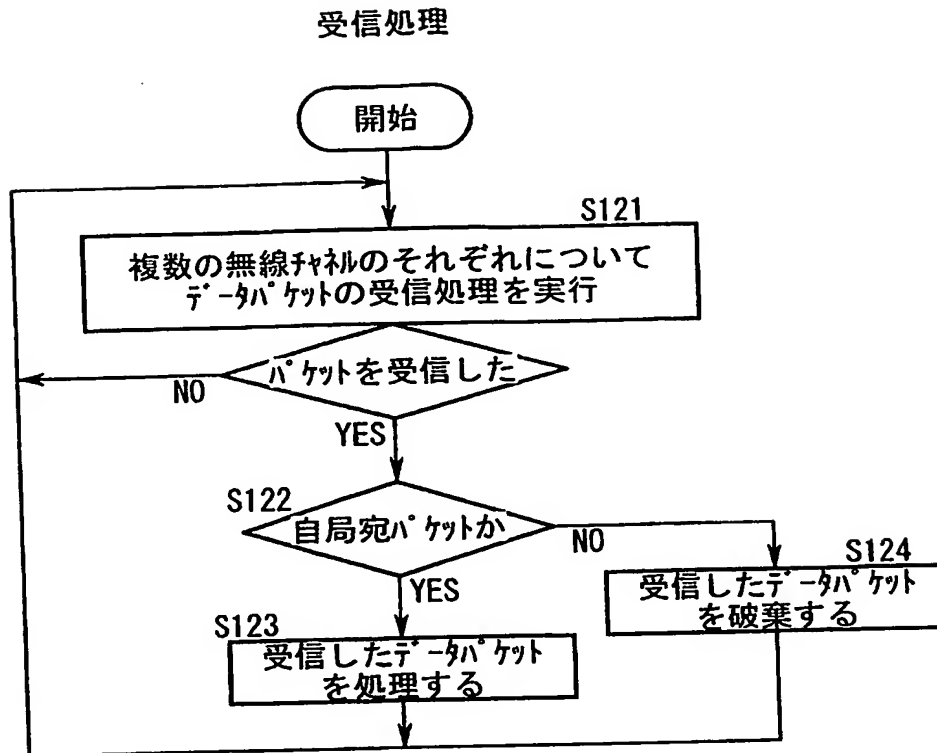 受信処理
開始
S121
複数の無線ﾁｬﾈﾙのそれぞれについて
ﾃﾞｰﾀﾊﾟｹｯﾄの受信処理を実行
ﾊﾟｹｯﾄを受信した
NO
YES
S122
自局宛ﾊﾟｹｯﾄか
NO
YES
S124
受信したﾃﾞｰﾀﾊﾟｹｯﾄ
を破棄する
S123
受信したﾃﾞｰﾀﾊﾟｹｯﾄ
を処理する